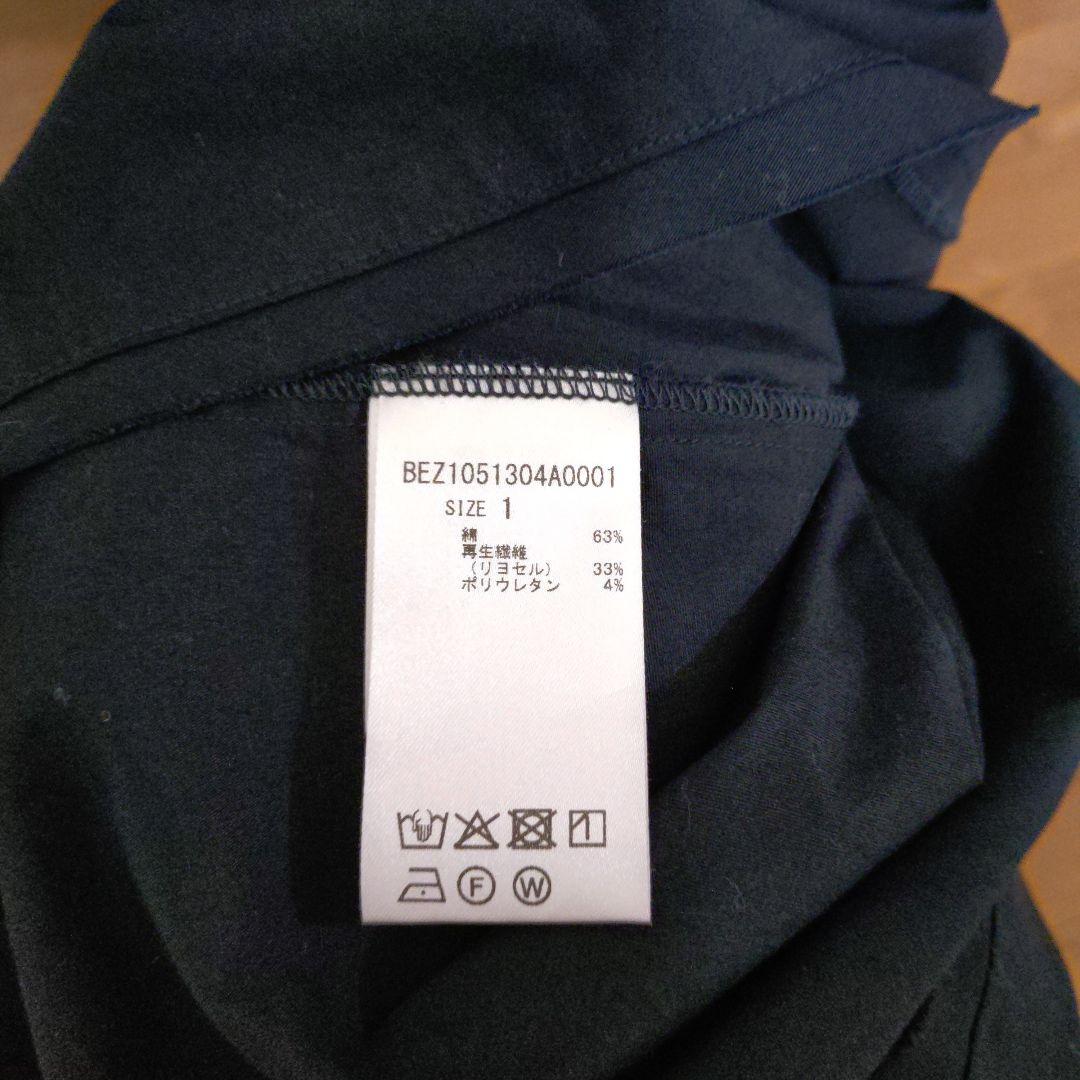 BEZ1051304A0001
SIZE 1
綿 63%
再生繊維
(リヨセル) 33%
ポリウレタン 4%
F W